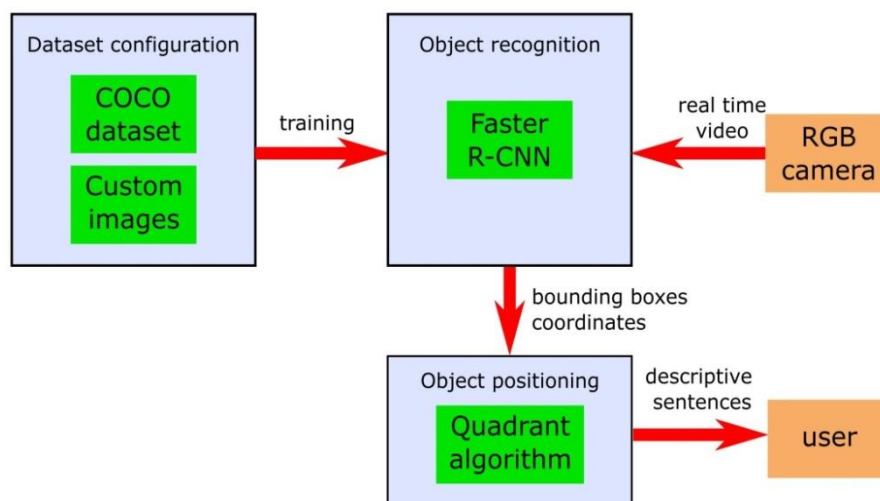 Dataset configuration
COCO
dataset
Custom
images
training
Object recognition
Faster
R-CNN
real time
video
RGB
camera
bounding boxes
coordinates
Object positioning
Quadrant
algorithm
descriptive
sentences
user